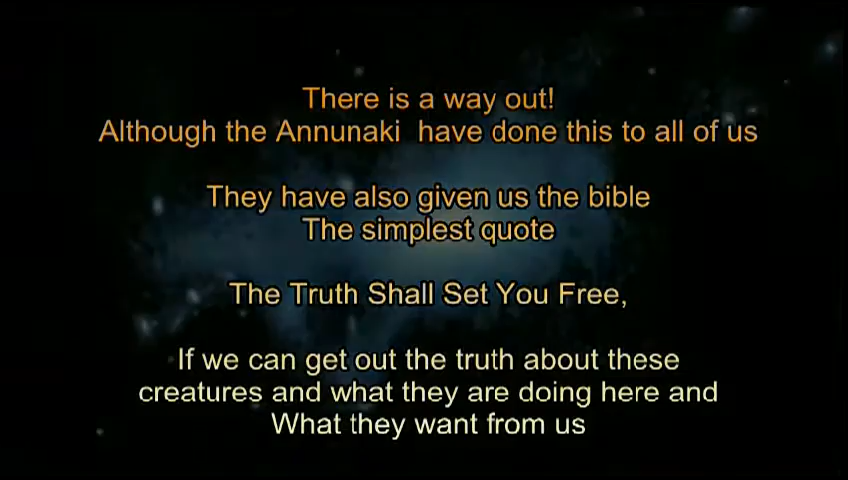 There is a way out!
Although the Annunaki  have done this to all of us
They have also given us the bible
The simplest quote
The Truth Shall Set You Free,
If we can get out the truth about these
creatures and what they are doing here and
What they want from us